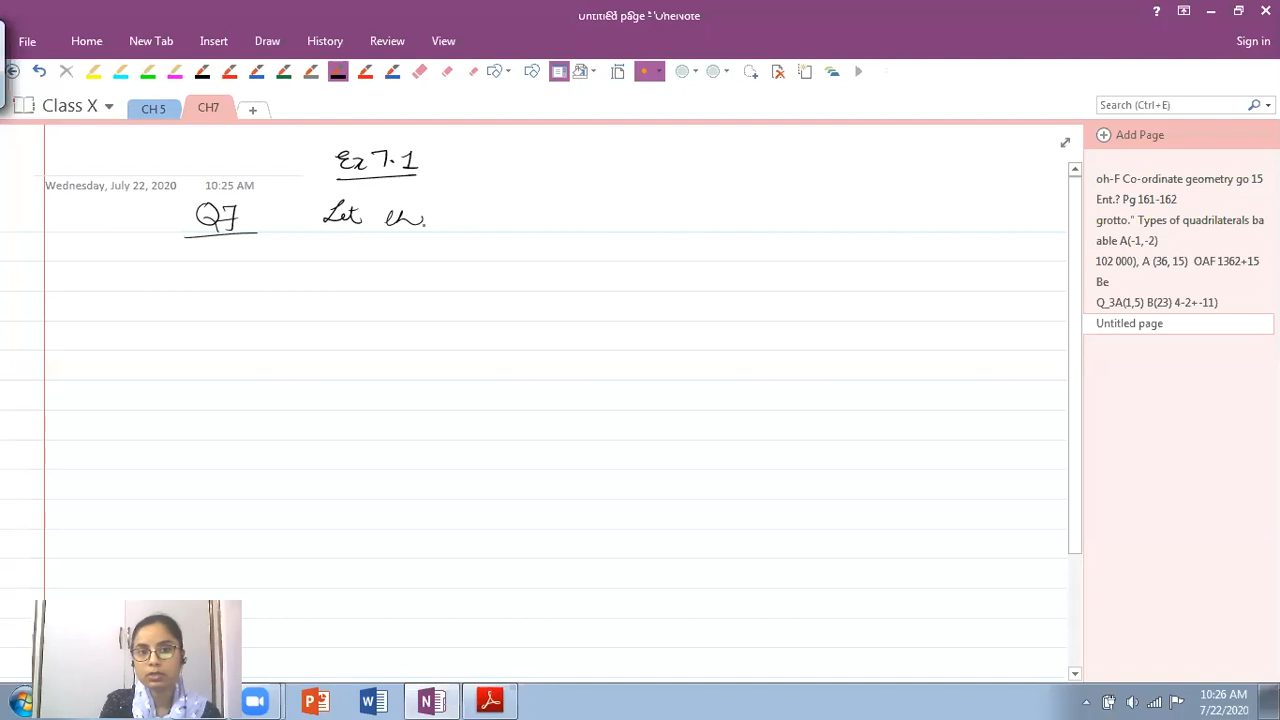 Untitled page - OneNote
File Home New Tab Insert Draw History Review View Sign in
Class X CH 5 CH7
Search (Ctrl+E)
Add Page
oh-F Co-ordinate geometry go 15
Ent.? Pg 161-162
grotto." Types of quadrilaterals ba
able A(-1,-2)
102 000), A (36, 15) OAF 1362+15
Be
Q_3A(1,5) B(23) 4-2+-11)
Untitled page
Ex 7.1
Wednesday, July 22, 2020 10:25 AM
Q7 Let
10:26 AM
7/22/2020